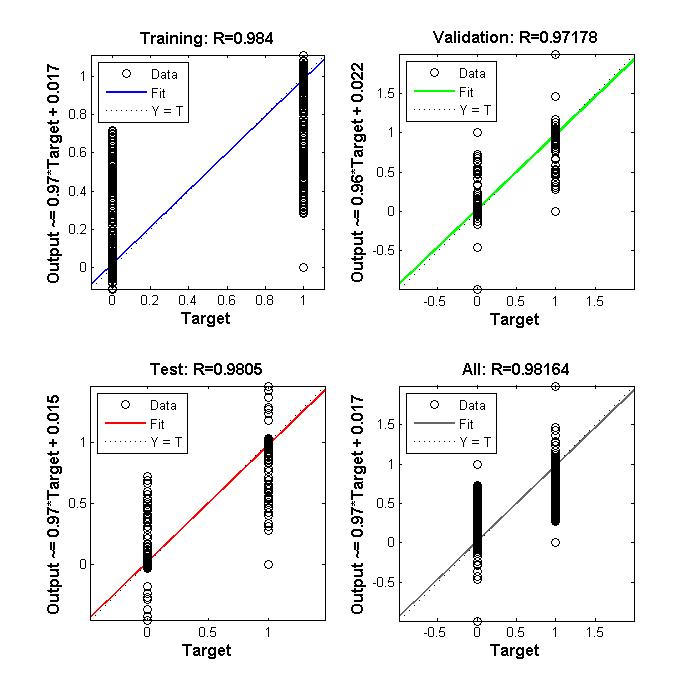 Training: R=0.984
Output ~= 0.97*Target + 0.017
Data
Fit
Y = T
1
0.8
0.6
0.4
0.2
0
0
0.2
0.4
0.6
0.8
1
Target
Validation: R=0.97178
Output ~= 0.96*Target + 0.022
Data
Fit
Y = T
1.5
1
0.5
0
-0.5
-0.5
0
0.5
1
1.5
Target
Test: R=0.9805
Output ~= 0.97*Target + 0.015
Data
Fit
Y = T
1
0.5
0
0
0.5
1
Target
All: R=0.98164
Output ~= 0.97*Target + 0.017
Data
Fit
Y = T
1.5
1
0.5
0
-0.5
-0.5
0
0.5
1
1.5
Target